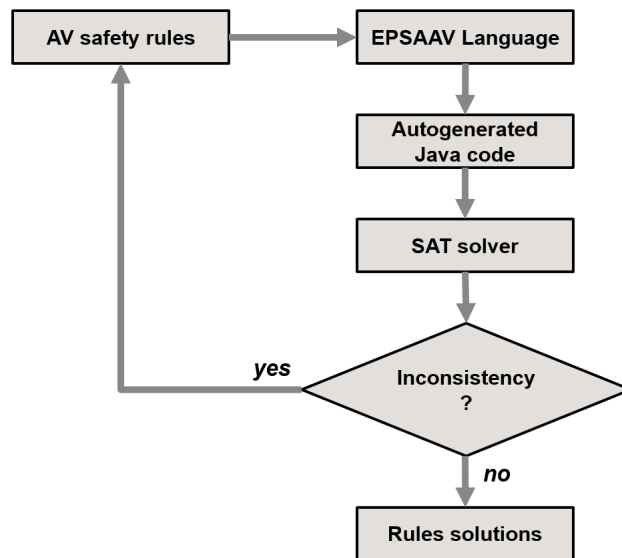 AV safety rules
EPSAAV Language
Autogenerated
Java code
SAT solver
Inconsistency
?
yes
no
Rules solutions